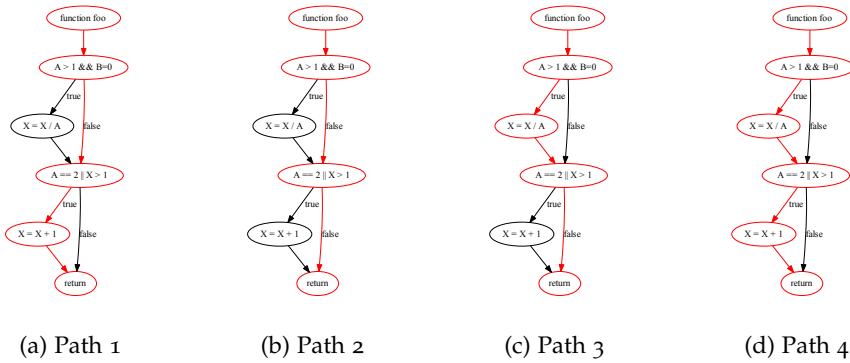 function foo
A > 1 && B=0
true
X = X / A
false
A == 2 || X > 1
true
X = X + 1
false
return
(a) Path 1
function foo
A > 1 && B=0
true
X = X / A
false
A == 2 || X > 1
true
X = X + 1
false
return
(b) Path 2
function foo
A > 1 && B=0
true
X = X / A
false
A == 2 || X > 1
true
X = X + 1
false
return
(c) Path 3
function foo
A > 1 && B=0
true
X = X / A
false
A == 2 || X > 1
true
X = X + 1
false
return
(d) Path 4